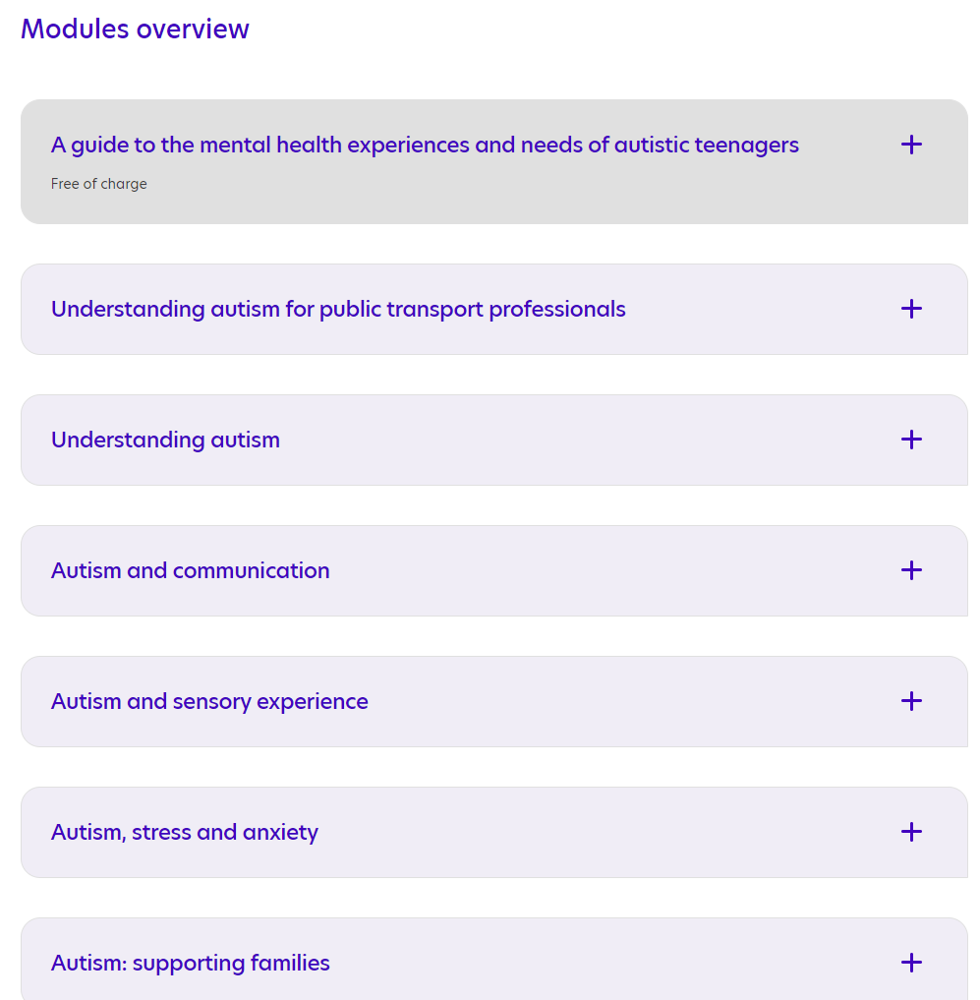 Modules overview
A guide to the mental health experiences and needs of autistic teenagers
Free of charge
Understanding autism for public transport professionals
Understanding autism
Autism and communication
Autism and sensory experience
Autism, stress and anxiety
Autism: supporting families